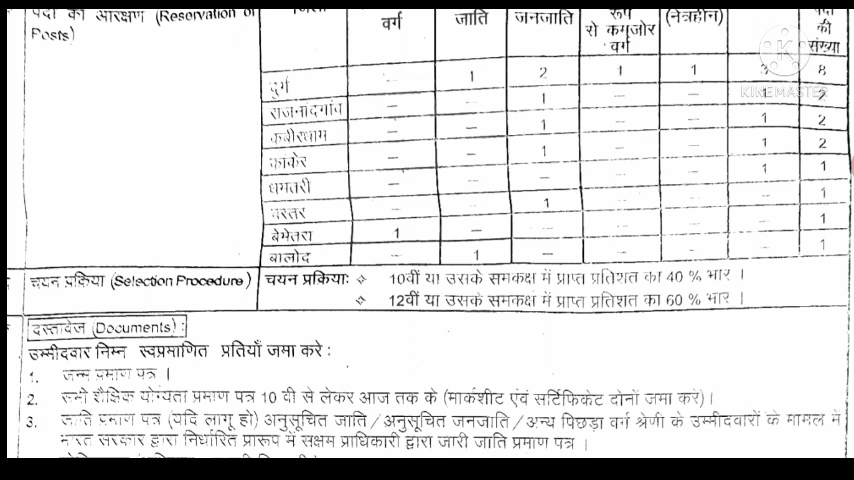 पदों का आरक्षण (Reservation of Posts)
वर्ग जाति जनजाति रूप से कमजोर वर्ग (नेत्रहीन) पदों की संख्या
दुर्ग - 1 2 1 1 3 8
राजनांदगांव - - 1 - - 1 2
कबीरधाम - - 1 - - 1 2
कांकेर - - 1 - - 1 2
धमतरी - - - - - 1 1
बस्तर - - 1 - - - 1
बेमेतरा 1 - - - - - 1
बालोद - 1 - - - - 1
KINEMASTER
चयन प्रकिया (Selection Procedure) चयन प्रकियाः ✧ 10वीं या उसके समकक्ष में प्राप्त प्रतिशत का 40 % भार ।
✧ 12वीं या उसके समकक्ष में प्राप्त प्रतिशत का 60 % भार ।
दस्तावेज (Documents) :
उम्मीदवार निम्न स्वप्रमाणित प्रतियाँ जमा करे :
1. जन्म प्रमाण पत्र ।
2. सभी शैक्षिक योग्यता प्रमाण पत्र 10 वी से लेकर आज तक के (मार्कशीट एंव सर्टिफिकेट दोनों जमा करें) ।
3. जाति प्रमाण पत्र (यदि लागू हो) अनुसूचित जाति / अनुसूचित जनजाति / अन्य पिछड़ा वर्ग श्रेणी के उम्मीदवारों के मामले में
भारत सरकार द्वारा निर्धारित प्रारूप में सक्षम प्राधिकारी द्वारा जारी जाति प्रमाण पत्र ।